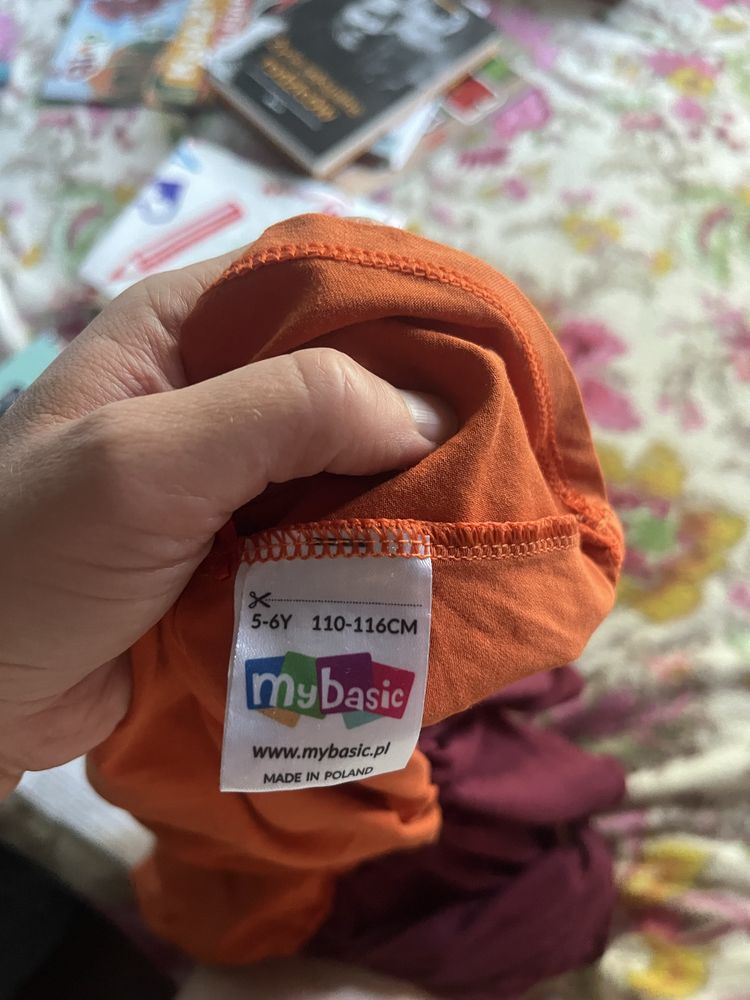 5-6Y 110-116CM
mybasic
www.mybasic.pl
MADE IN POLAND